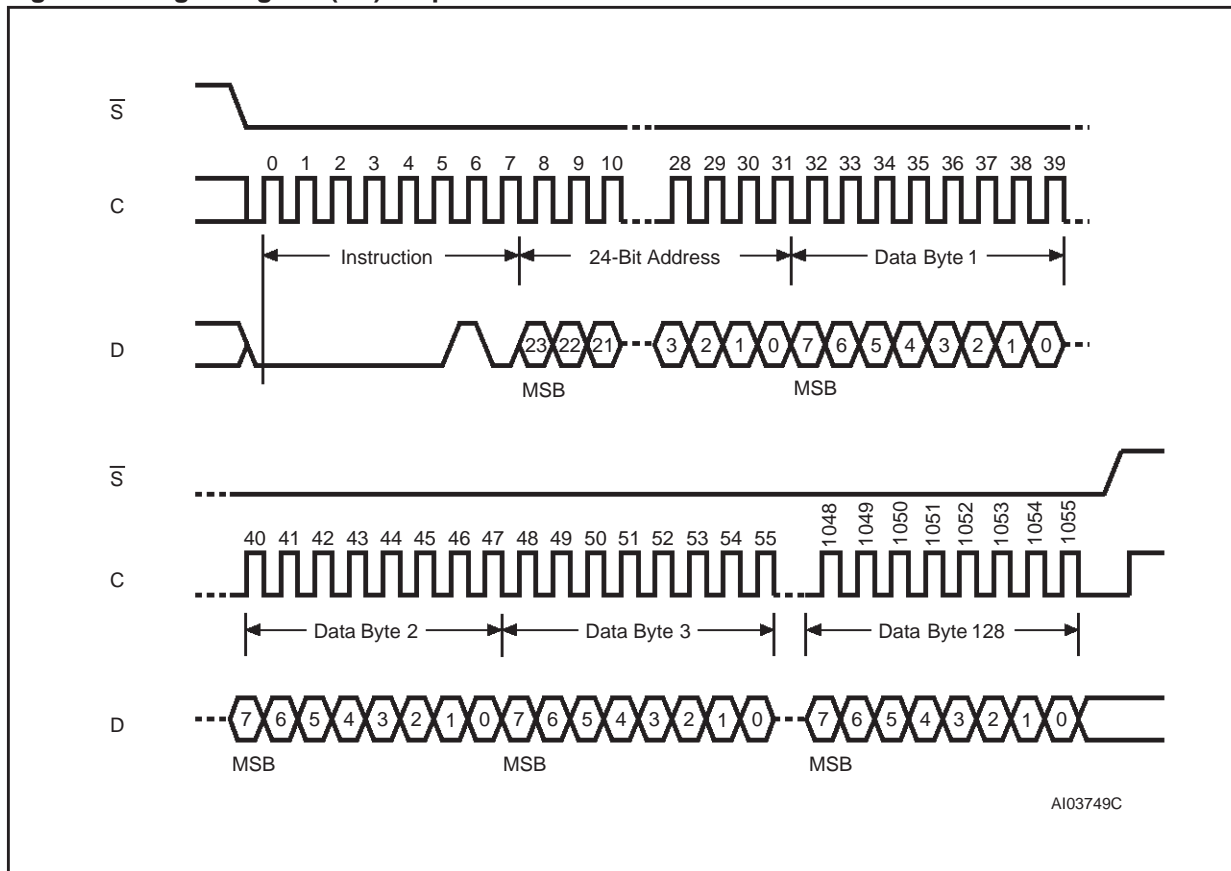 S
0 1 2 3 4 5 6 7 8 9 10 28 29 30 31 32 33 34 35 36 37 38 39
C
Instruction 24-Bit Address Data Byte 1
D 23 22 21 3 2 1 0 7 6 5 4 3 2 1 0
MSB MSB
S
40 41 42 43 44 45 46 47 48 49 50 51 52 53 54 55 1048 1049 1050 1051 1052 1053 1054 1055
C
Data Byte 2 Data Byte 3 Data Byte 128
D 7 6 5 4 3 2 1 0 7 6 5 4 3 2 1 0 7 6 5 4 3 2 1 0
MSB MSB MSB
AI03749C